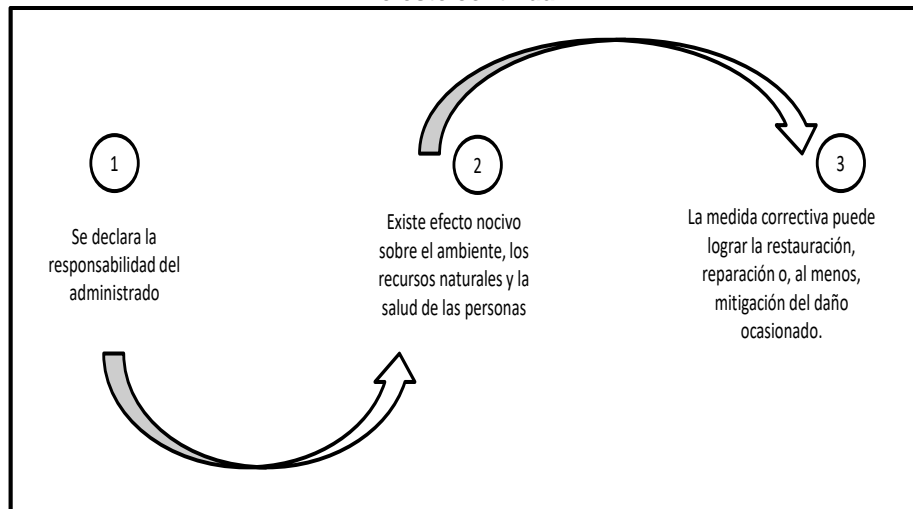 1
Se declara la
responsabilidad del
administrado
2
Existe efecto nocivo
sobre el ambiente, los
recursos naturales y la
salud de las personas
3
La medida correctiva puede
lograr la restauración,
reparación o, al menos,
mitigación del daño
ocasionado.